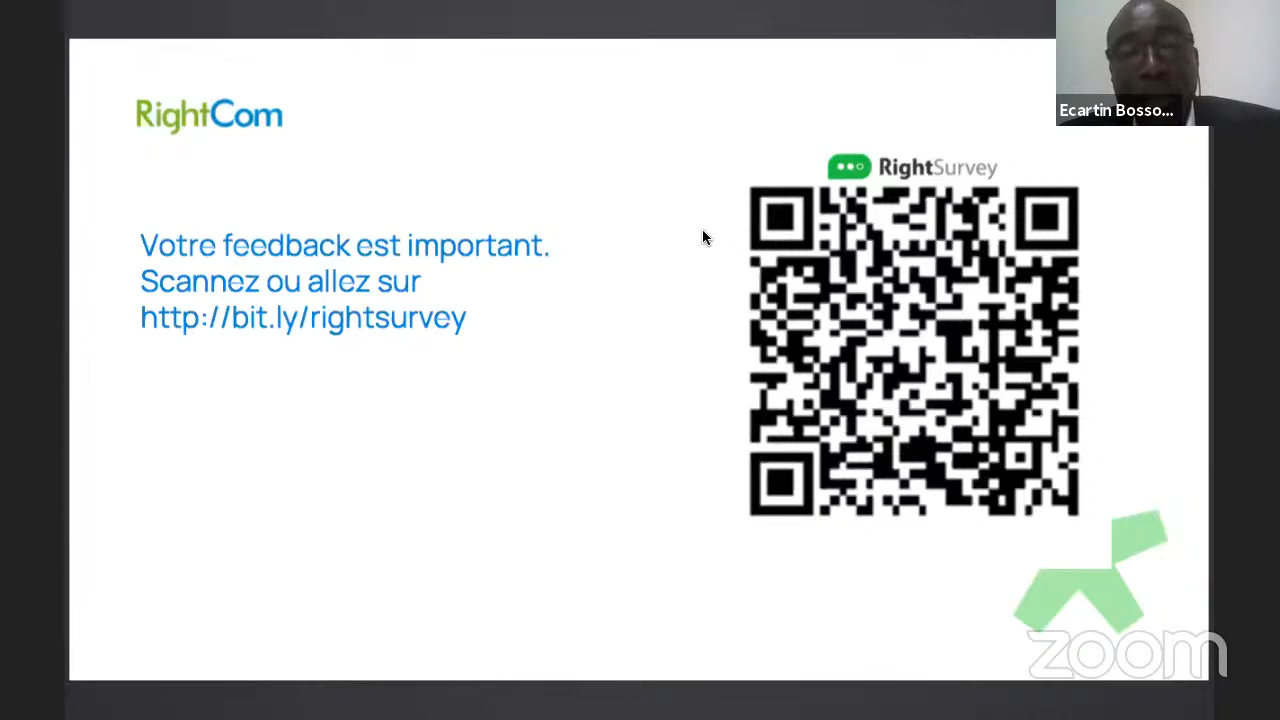 RightCom
Ecartin Bosso...
RightSurvey
Votre feedback est important.
Scannez ou allez sur
http://bit.ly/rightsurvey
zoom